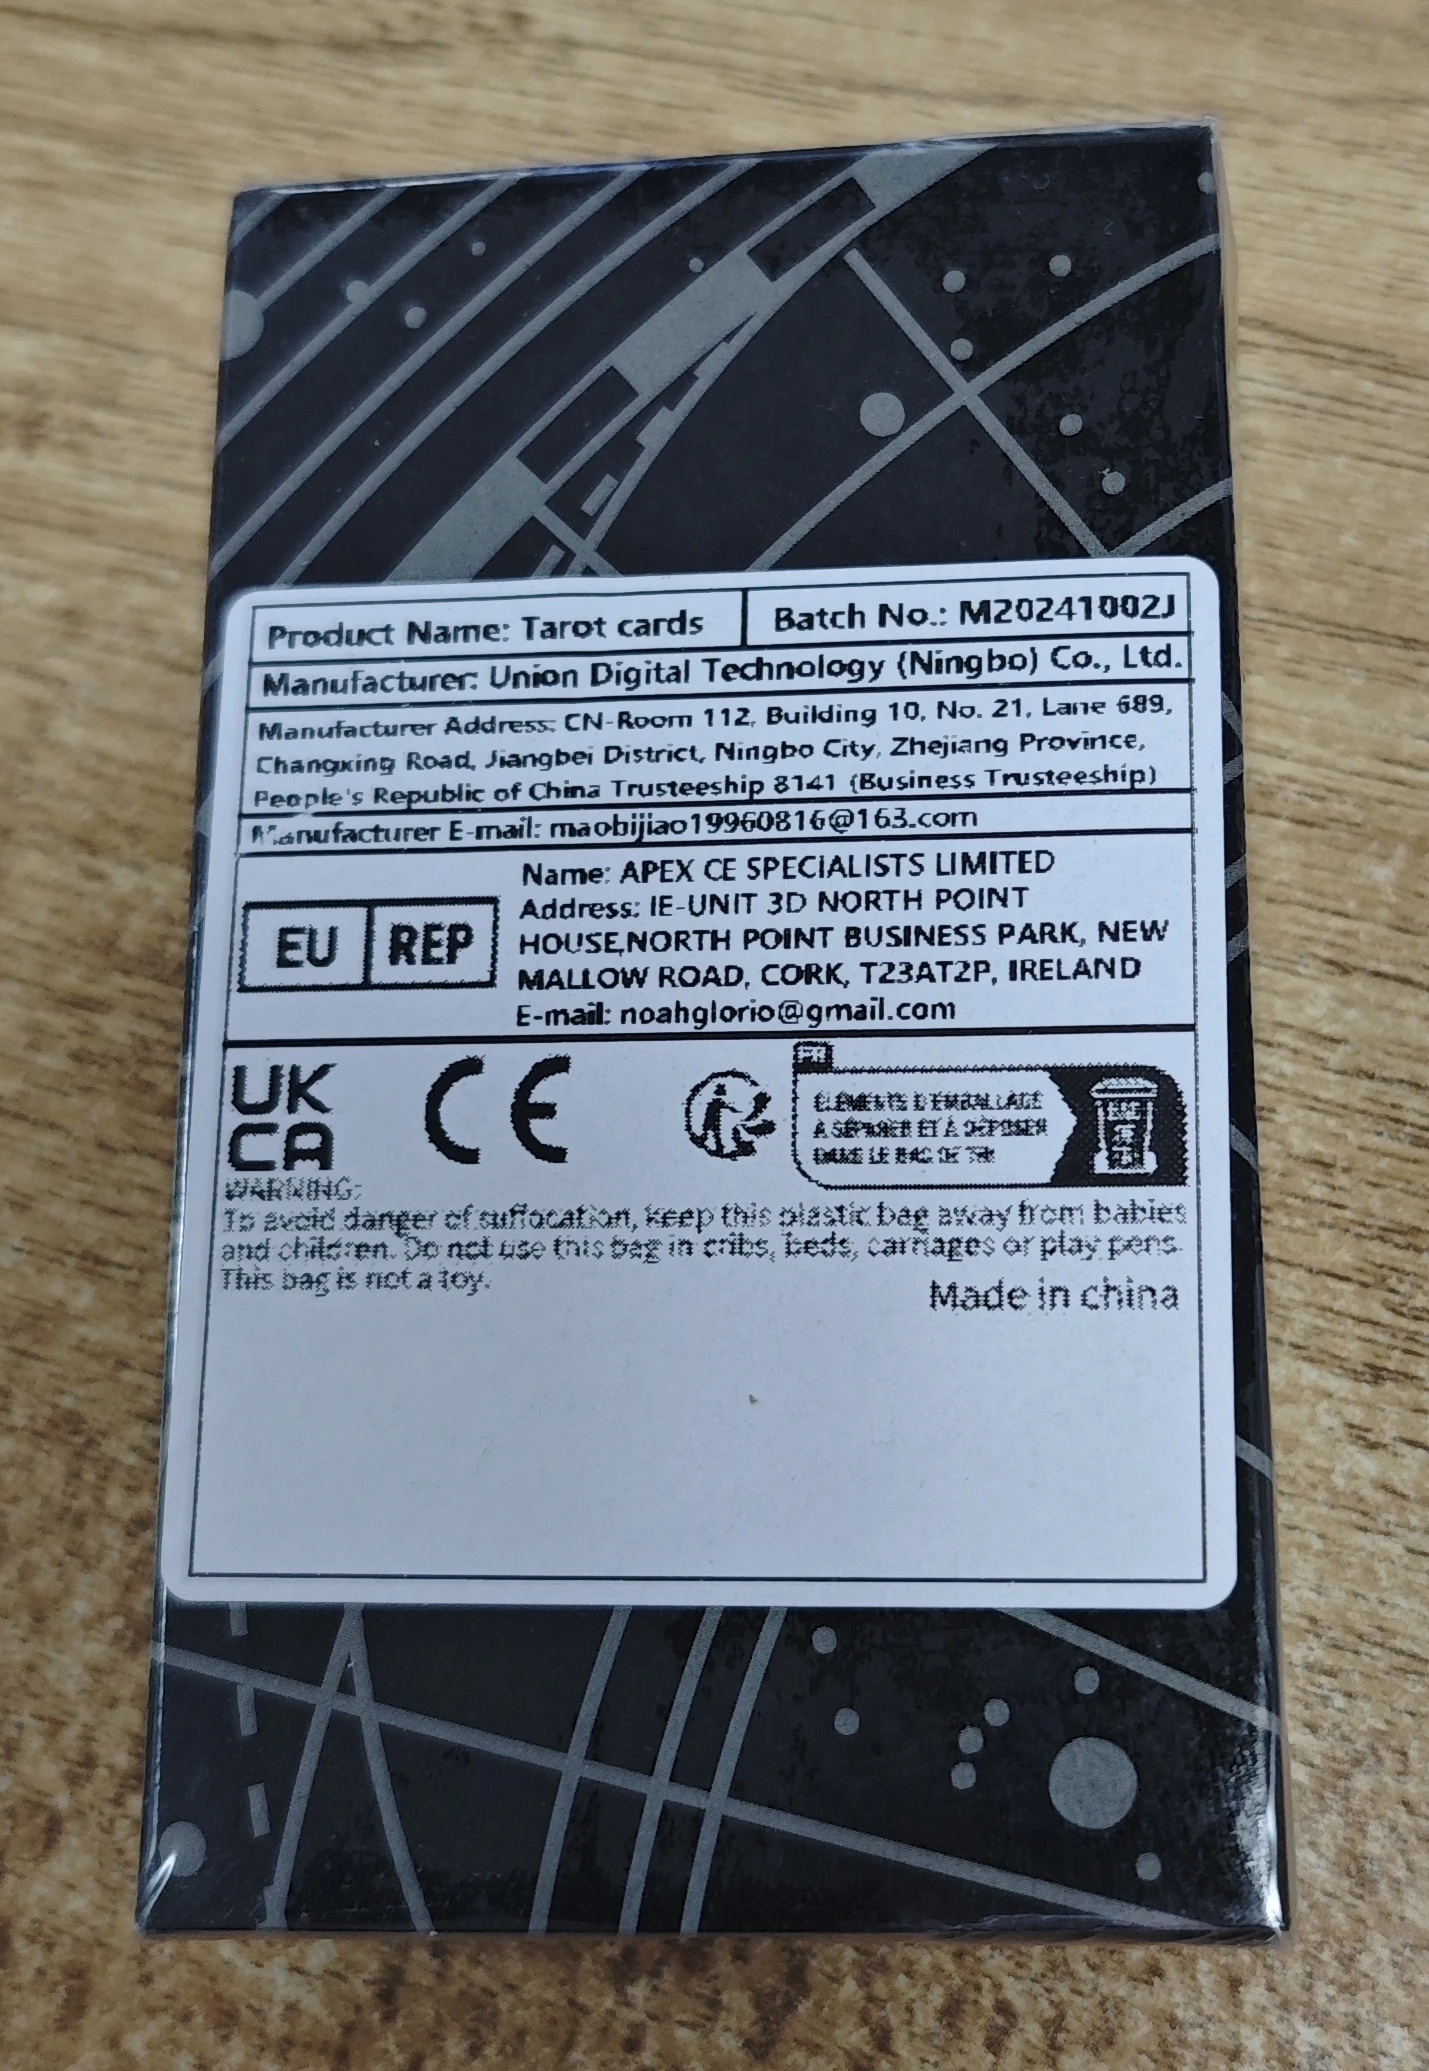 Product Name: Tarot cards
Batch No.: M20241002J
Manufacturer: Union Digital Technology (Ningbo) Co., Ltd.
Manufacturer Address: CN-Room 112, Building 10, No. 21, Lane 689,
Changxing Road, Jiangbei District, Ningbo City, Zhejiang Province,
People's Republic of China Trusteeship 8141 (Business Trusteeship)
Manufacturer E-mail: maobijiao19960816@163.com
EU REP
Name: APEX CE SPECIALISTS LIMITED
Address: IE-UNIT 3D NORTH POINT
HOUSE,NORTH POINT BUSINESS PARK, NEW
MALLOW ROAD, CORK, T23AT2P, IRELAND
E-mail: noahglorio@gmail.com
UK
CA
CE
FR
ÉLÉMENTS D'EMBALLAGE
À SÉPARER ET À DÉPOSER
DANS LE BAC DE TRI
WARNING:
To avoid danger of suffocation, keep this plastic bag away from babies
and children. Do not use this bag in cribs, beds, carriages or play pens.
This bag is not a toy.
Made in china